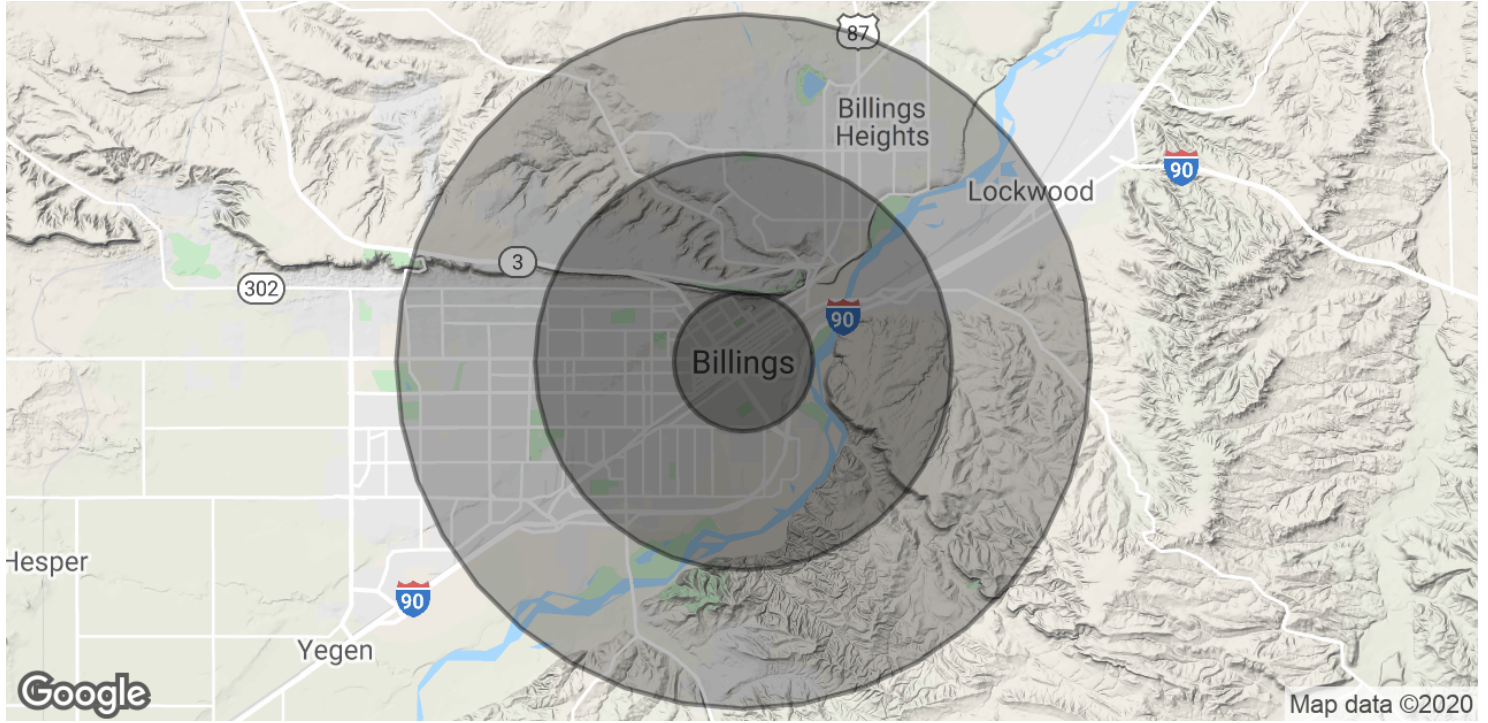 87
Billings
Heights
90
Lockwood
3
302
90
Billings
Hesper
90
Yegen
Google
Map data ©2020